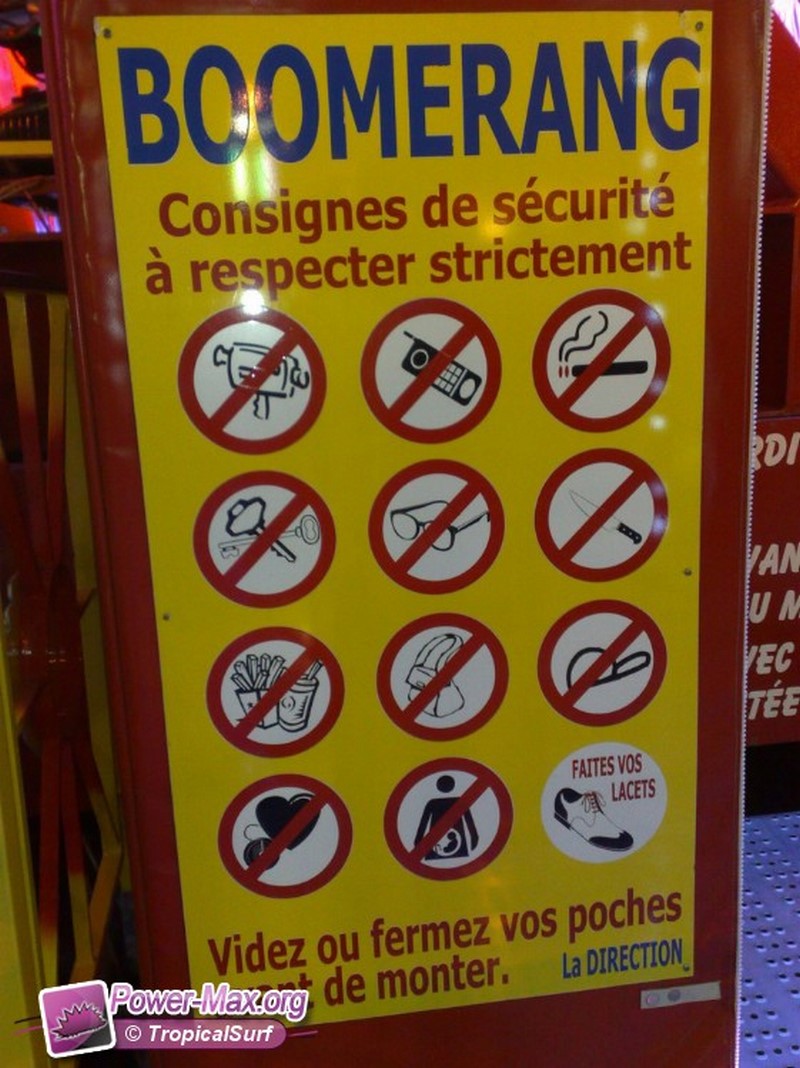 BOOMERANG
Consignes de sécurité
à respecter strictement
FAITES VOS
LACETS
Videz ou fermez vos poches
de monter.
La DIRECTION
Power-Max.org
© TropicalSurf